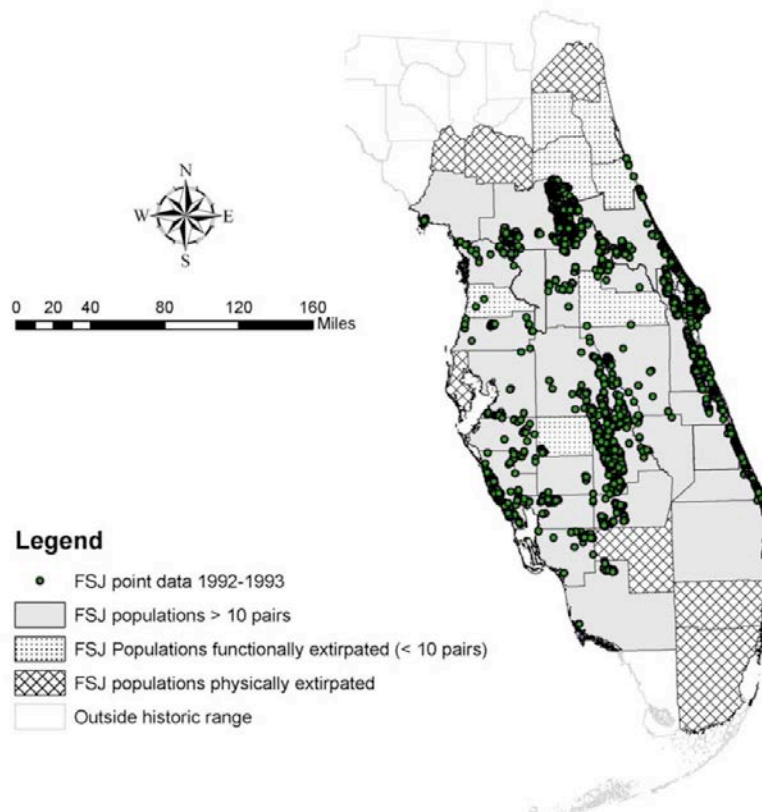 N
W E
S
0 20 40 80 120 160
Miles
Legend
FSJ point data 1992-1993
FSJ populations > 10 pairs
FSJ Populations functionally extirpated (< 10 pairs)
FSJ populations physically extirpated
Outside historic range